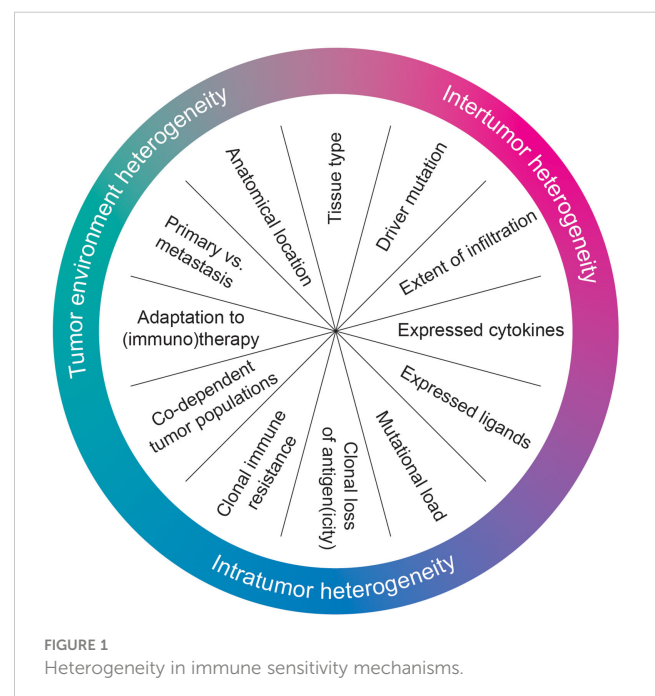 Tumor environment heterogeneity
Intertumor heterogeneity
Intratumor heterogeneity
Tissue type
Driver mutation
Extent of infiltration
Expressed cytokines
Expressed ligands
Mutational load
Clonal loss
of antigen(icity)
Clonal immune
resistance
Co-dependent
tumor populations
Adaptation to
(immuno)therapy
Primary vs.
metastasis
Anatomical location
FIGURE 1
Heterogeneity in immune sensitivity mechanisms.